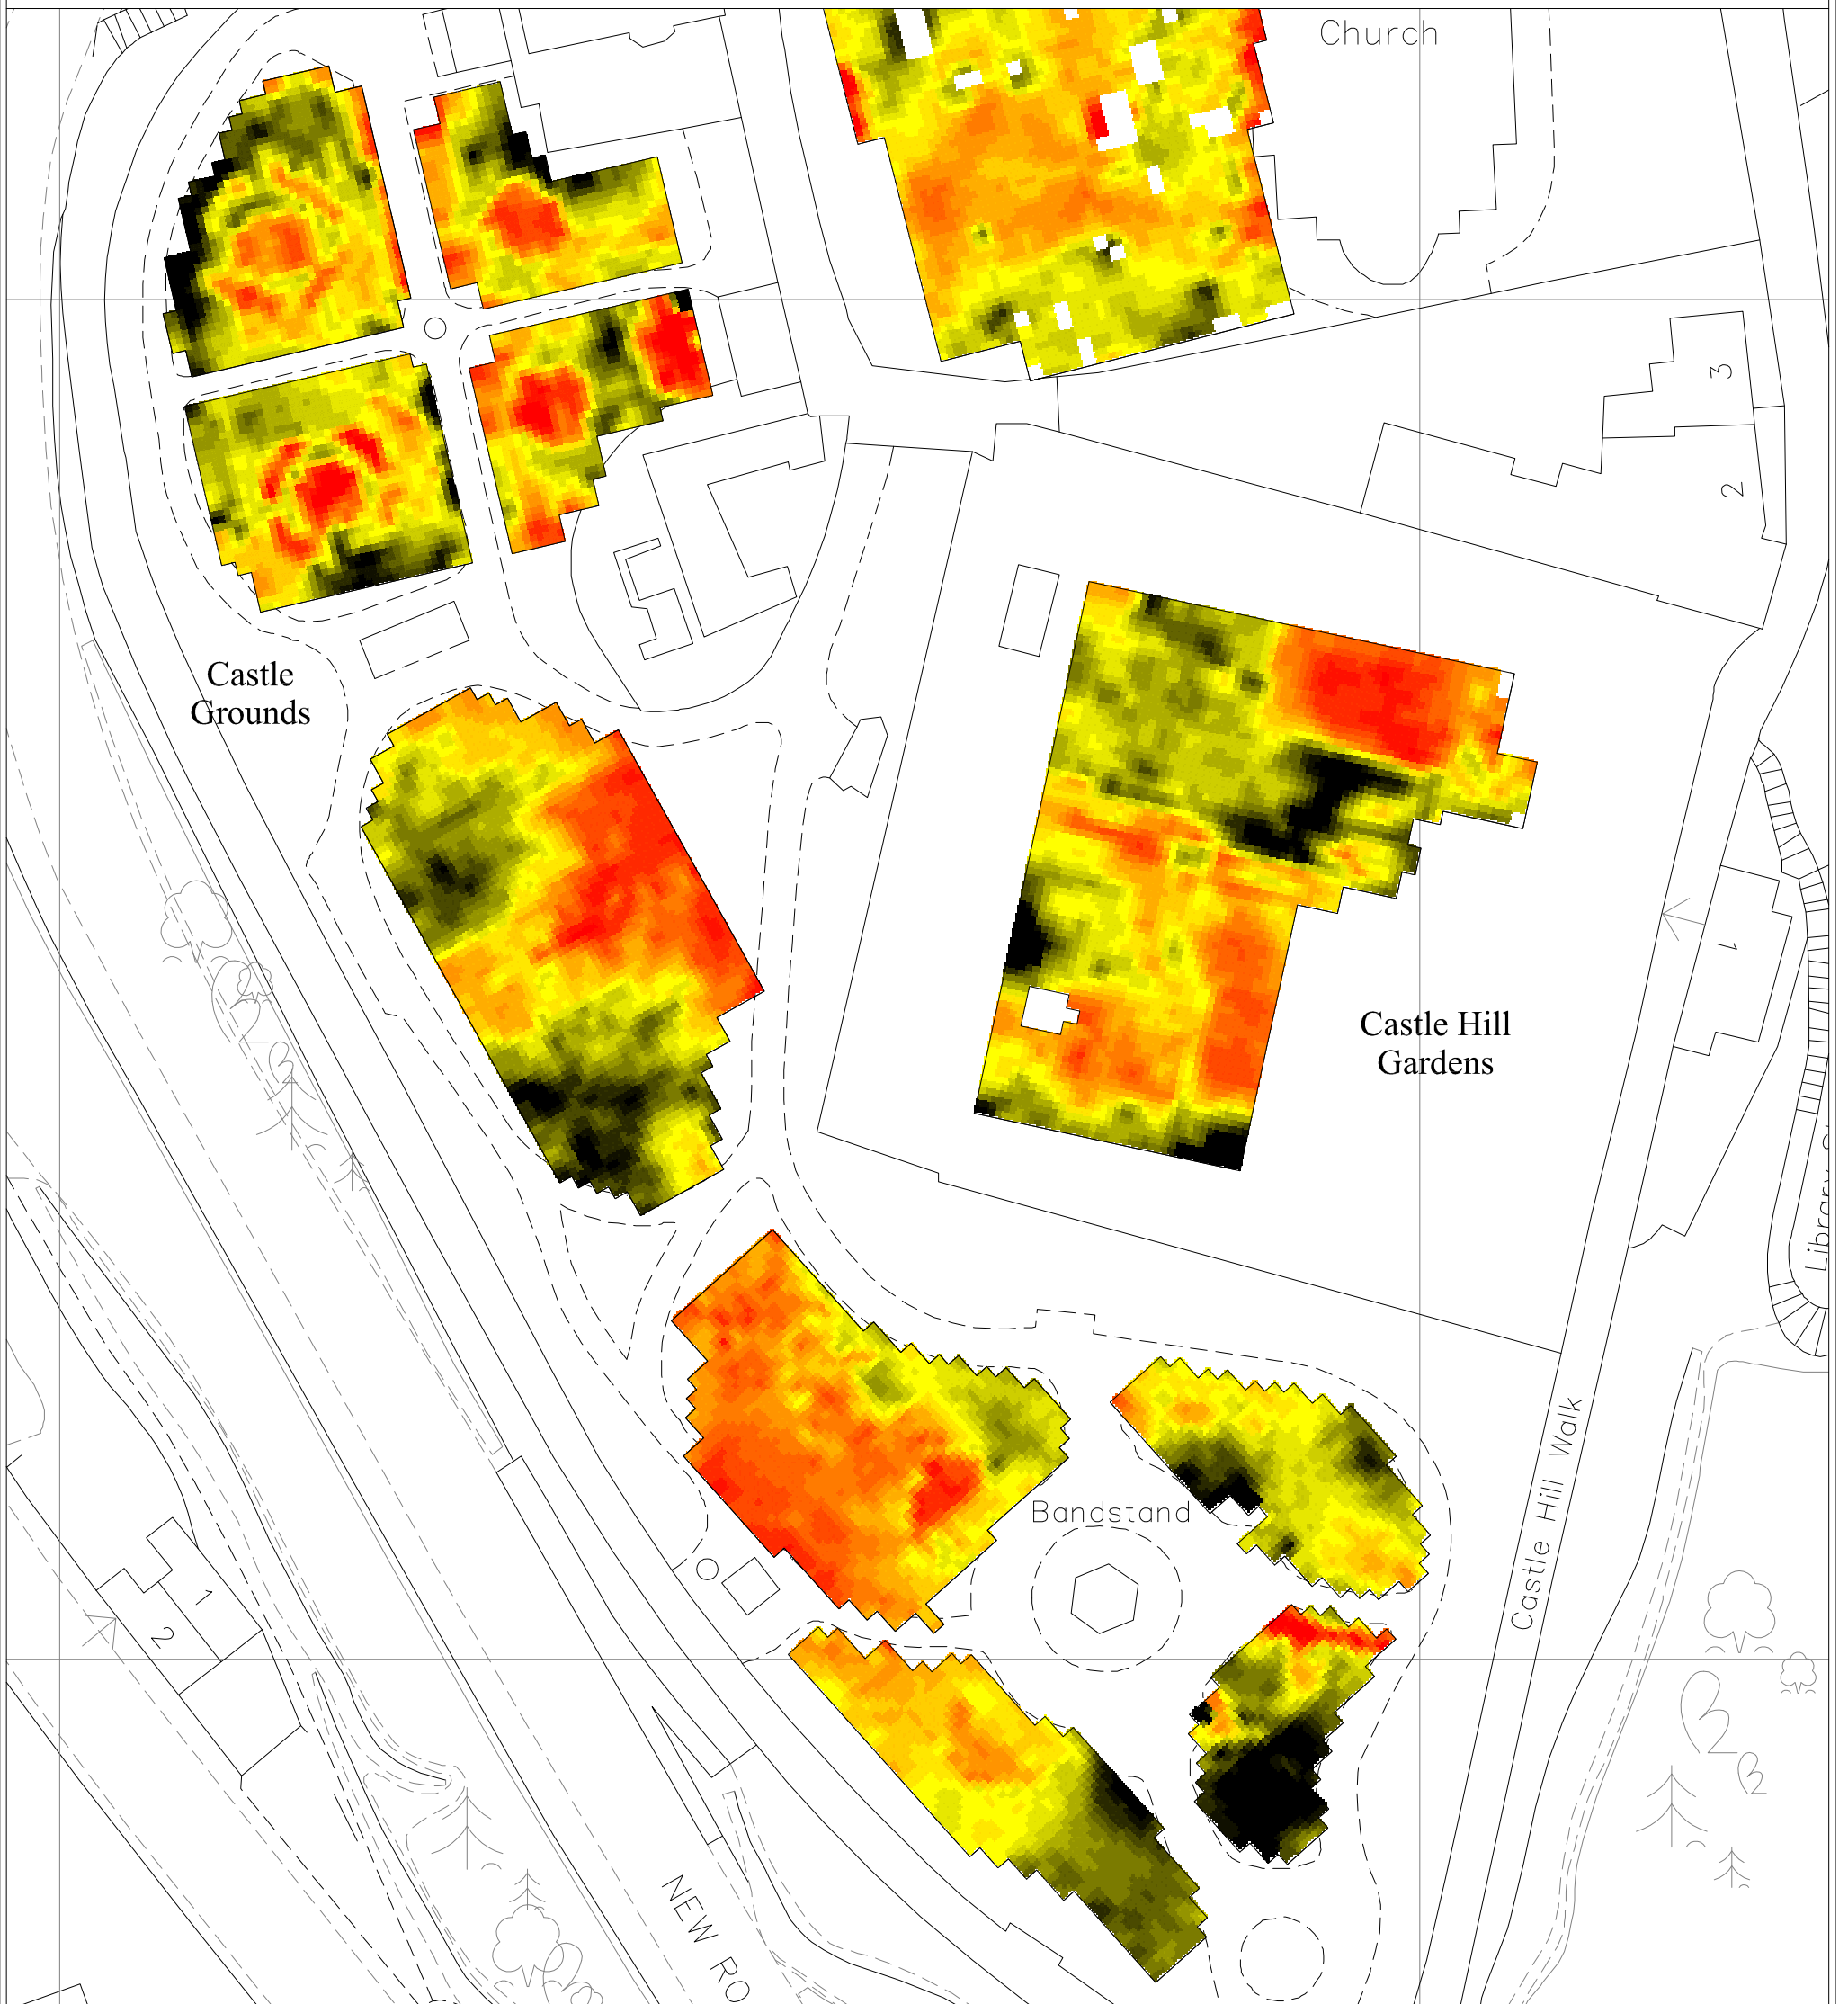 Church
3
2
Castle
Grounds
1
Castle Hill
Gardens
Bandstand
Castle Hill Walk
1
2
NEW RO